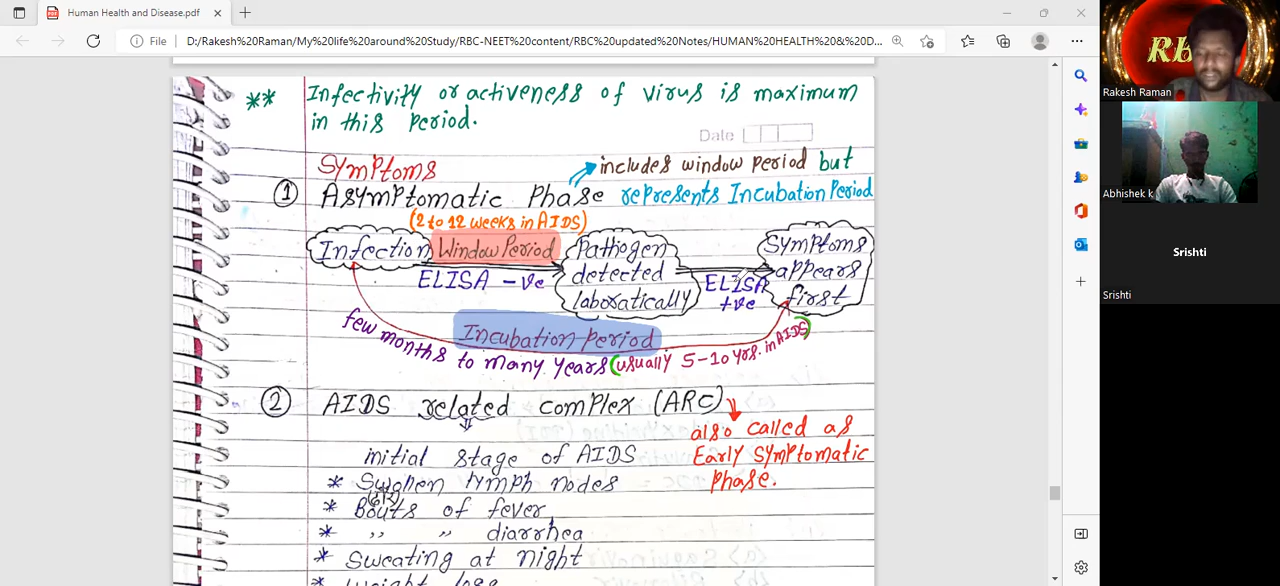 Human Health and Disease.pdf
File D:/Rakesh%20Raman/My%20life%20around%20Study/RBC-NEET%20content/RBC%20updated%20Notes/HUMAN%20HEALTH%20&%20D...
** Infectivity or activeness of virus is maximum
in this period.
Date
Symptoms
includes window period but
① Asymptomatic Phase represents Incubation Period
(2 to 12 weeks in AIDS)
Infection Window Period Pathogen detected laboratically Symptoms appears first
ELISA -ve
ELISA +ve
Incubation period
few months to many years (usually 5-10 yrs. in AIDS)
② AIDS related complex (ARC)
also called as
Early symptomatic
phase.
initial stage of AIDS
* Swollen lymph nodes
* Bouts of fever
* ,, ,, diarrhea
* Sweating at night
* weight loss
Rb
Rakesh Raman
Abhishek k
Srishti
Srishti